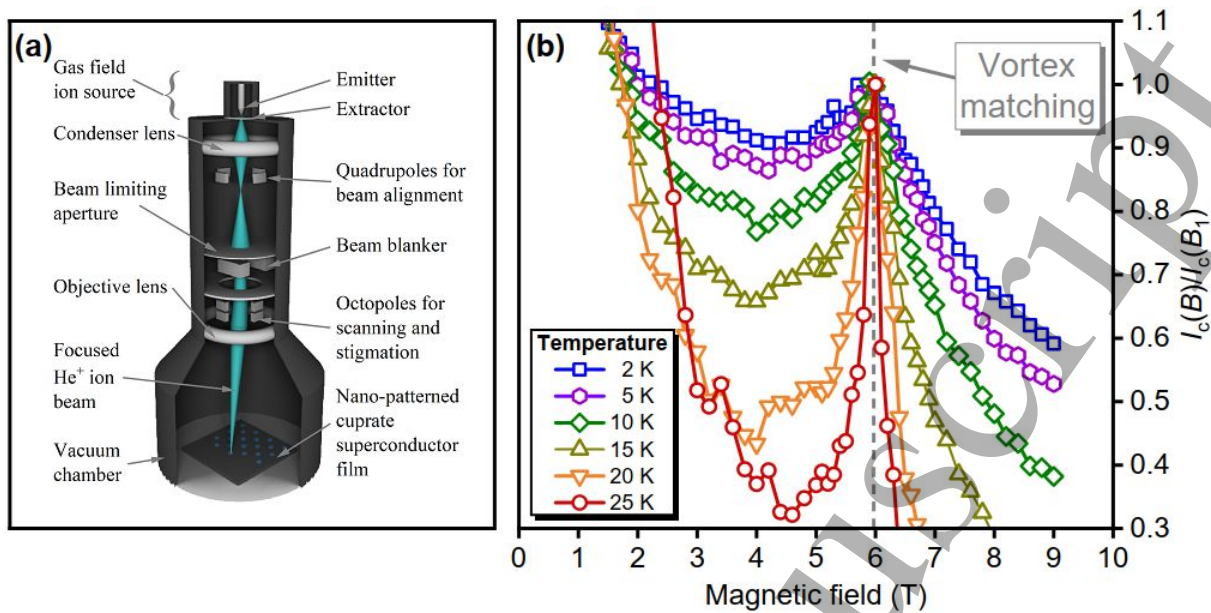 (a)
Gas field
ion source
Emitter
Extractor
Condenser lens
Quadrupoles for
beam alignment
Beam limiting
aperture
Beam blanker
Objective lens
Octopoles for
scanning and
stigmation
Focused
He⁺ ion
beam
Nano-patterned
cuprate
superconductor
film
Vacuum
chamber
(b)
Vortex
matching
Temperature
2 K
5 K
10 K
15 K
20 K
25 K
1.1
1.0
0.9
0.8
0.7
0.6
0.5
0.4
0.3
Ic(B)/Ic(B1)
0 1 2 3 4 5 6 7 8 9 10
Magnetic field (T)
uscript